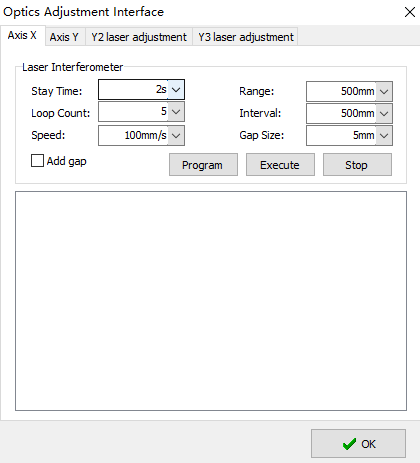 Optics Adjustment Interface
Axis X Axis Y Y2 laser adjustment Y3 laser adjustment
Laser Interferometer
Stay Time: 2s Range: 500mm
Loop Count: 5 Interval: 500mm
Speed: 100mm/s Gap Size: 5mm
Add gap Program Execute Stop
OK